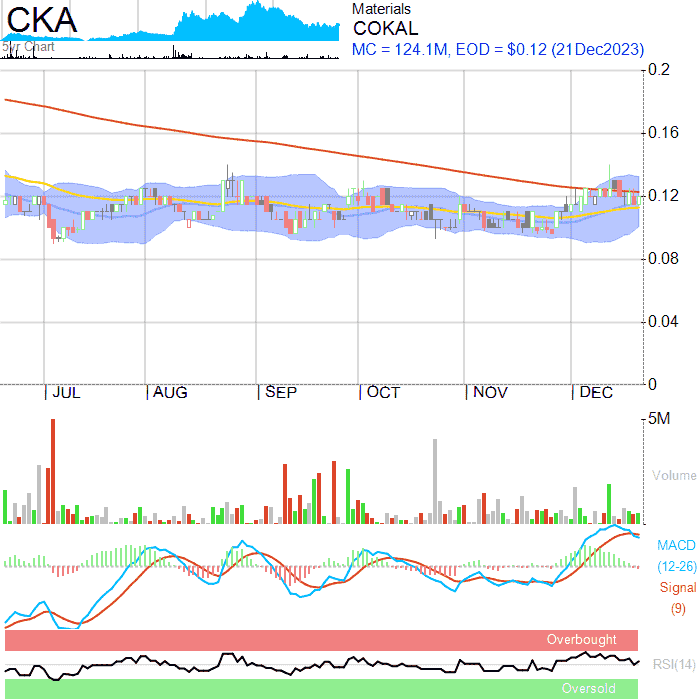 CKA
5yr Chart
Materials
COKAL
MC = 124.1M, EOD = $0.12 (21Dec2023)
0.2
0.16
0.12
0.08
0.04
0
JUL AUG SEP OCT NOV DEC
5M
Volume
MACD
(12-26)
Signal
(9)
Overbought
RSI(14)
Oversold